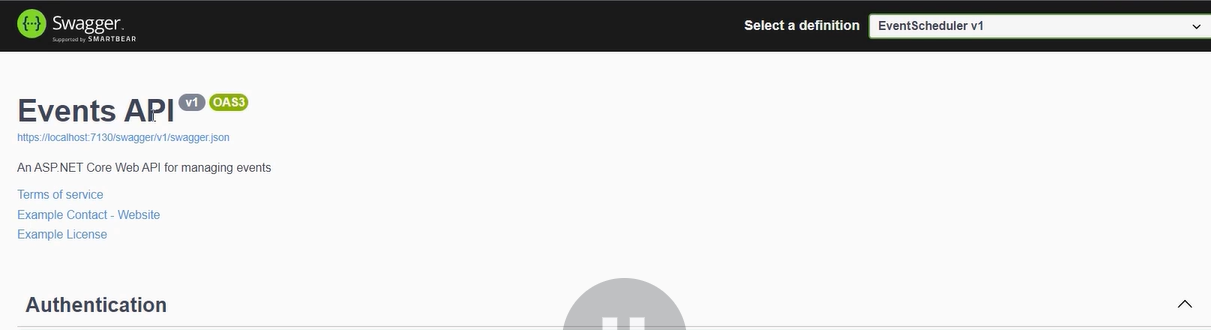 {···} Swagger.
Supported by SMARTBEAR
Select a definition
EventScheduler v1
Events API v1 OAS3
https://localhost:7130/swagger/v1/swagger.json
An ASP.NET Core Web API for managing events
Terms of service
Example Contact - Website
Example License
Authentication